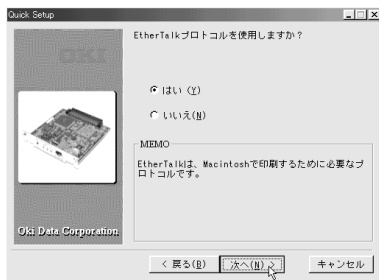 Quick Setup
EtherTalkプロトコルを使用しますか？
OKI
はい (Y)
いいえ(N)
MEMO
EtherTalkは、Macintoshで印刷するために必要なプ
ロトコルです。
Oki Data Corporation
< 戻る(B)
次へ(N) >
キャンセル